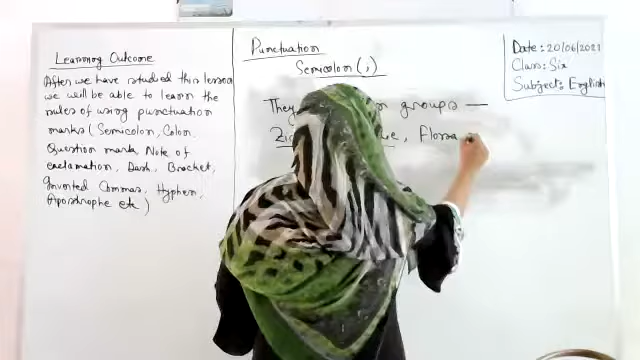 Learning Outcome
After we have studied this lesson
we will be able to learn the
rules of using punctuation
marks (Semicolon, Colon
Question mark, Note of
exclamation, Dash, Bracket,
Inverted Commas, Hyphen,
Apostrophe etc)
Punctuation
Semicolon (;)
They groups —
, Flora
Date: 20/06/2021
Class: Six
Subject: English